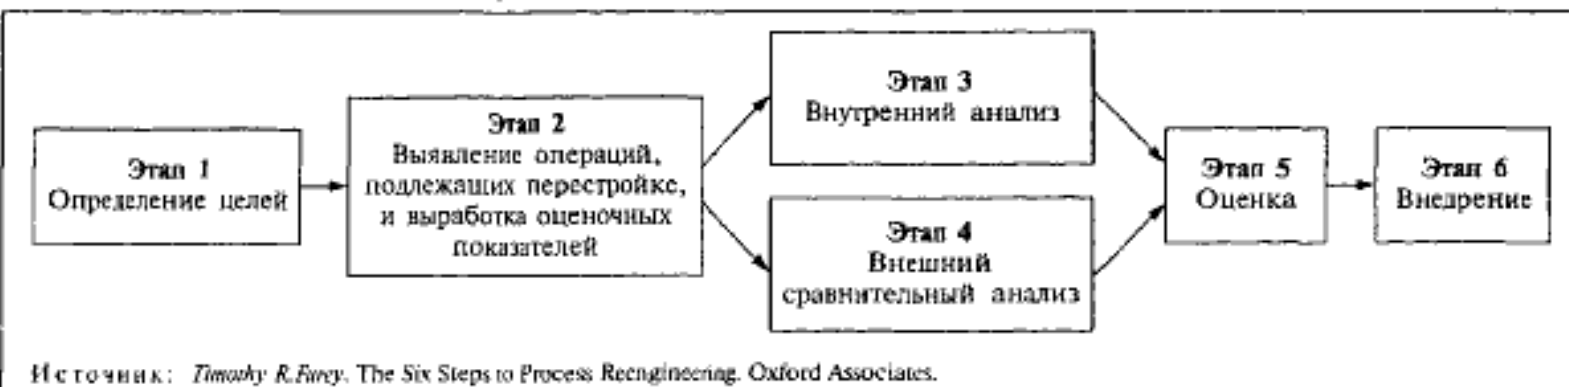 Этап 1
Определение целей
Этап 2
Выявление операций,
подлежащих перестройке,
и выработка оценочных
показателей
Этап 3
Внутренний анализ
Этап 4
Внешний
сравнительный анализ
Этап 5
Оценка
Этап 6
Внедрение
Источник: Timothy R.Furey. The Six Steps to Process Reengineering. Oxford Associates.